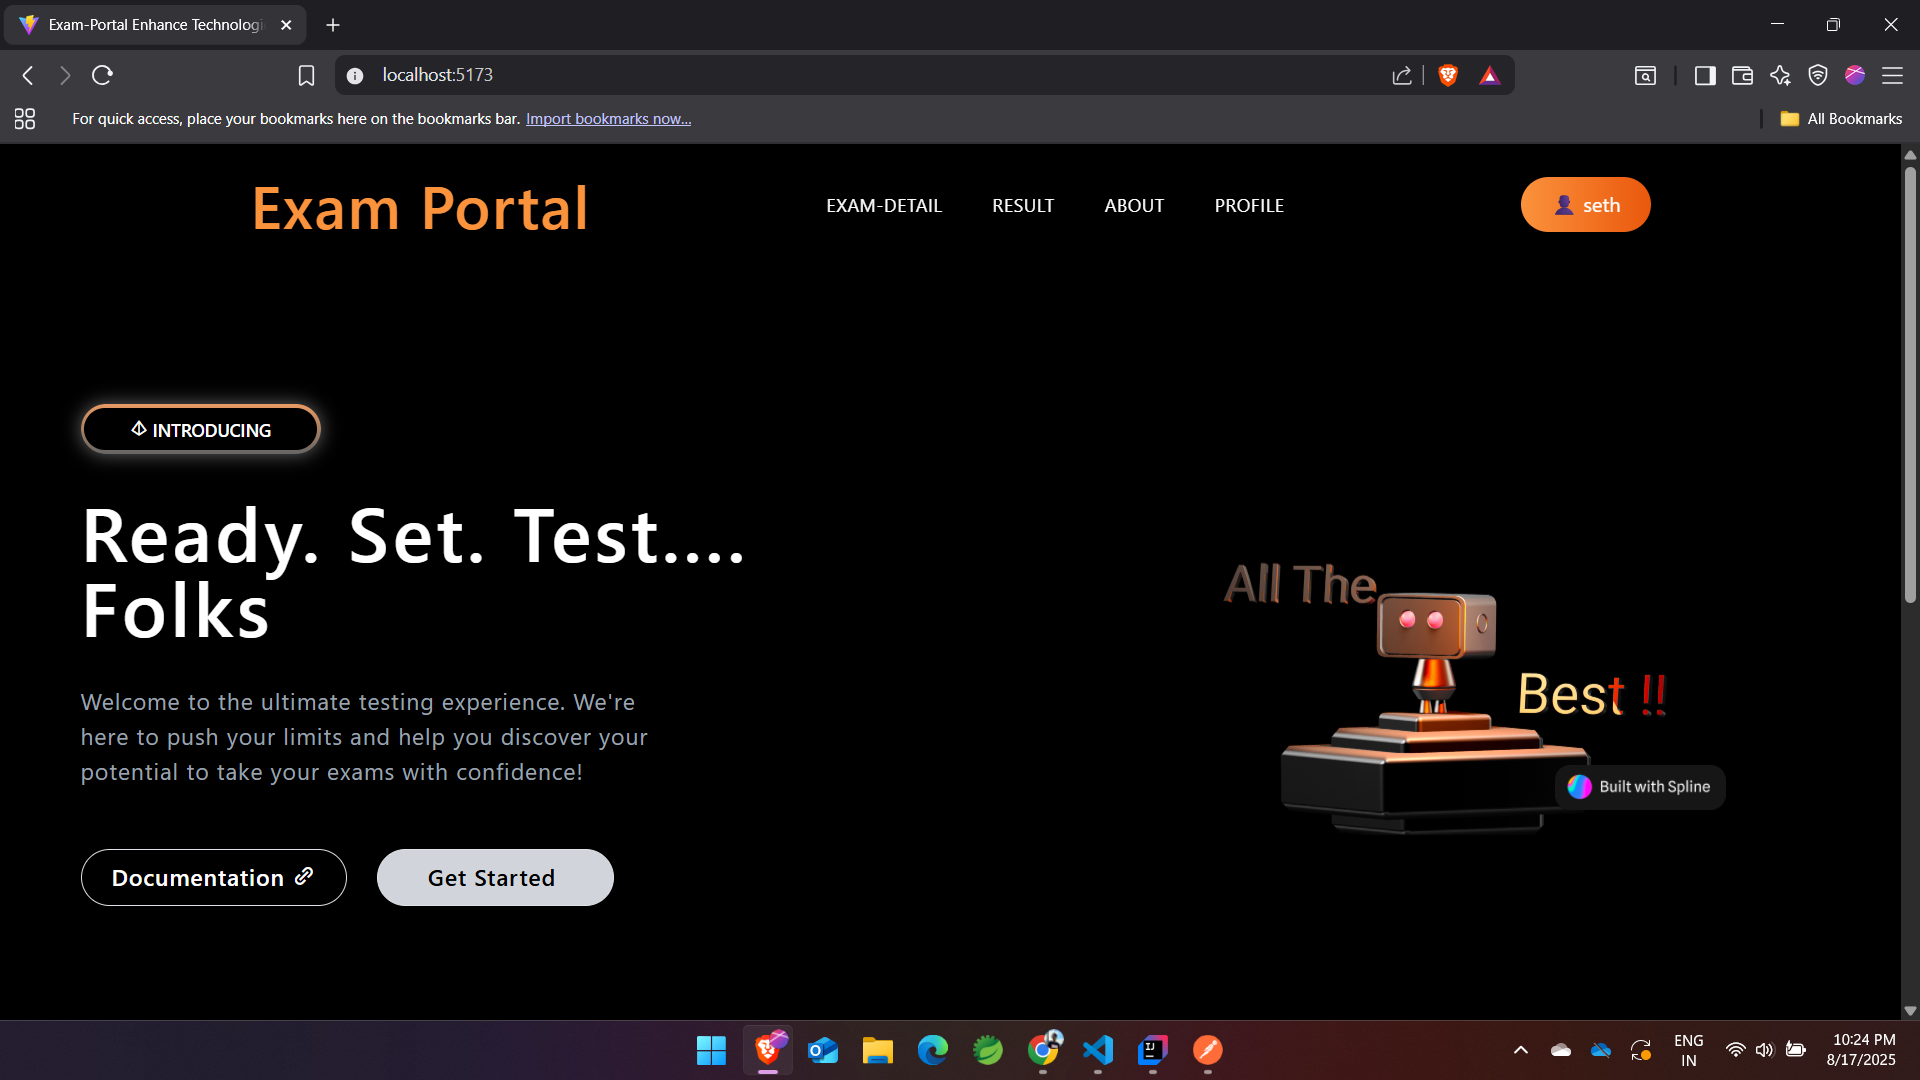 Exam-Portal Enhance Technologi
localhost:5173
For quick access, place your bookmarks here on the bookmarks bar. Import bookmarks now...
All Bookmarks
Exam Portal
EXAM-DETAIL
RESULT
ABOUT
PROFILE
seth
INTRODUCING
Ready. Set. Test....
Folks
Welcome to the ultimate testing experience. We're
here to push your limits and help you discover your
potential to take your exams with confidence!
Documentation
Get Started
All The
Best !!
Built with Spline
ENG
IN
10:24 PM
8/17/2025